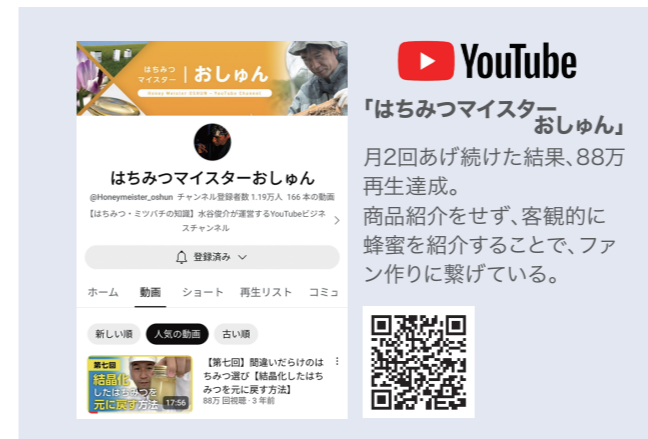 はちみつ
マイスター
おしゅん
Honey Meister OSHUN - YouTube Channel
はちみつマイスターおしゅん
@Honeymeister_oshun チャンネル登録者数 1.19万人 166 本の動画
【はちみつ・ミツバチの知識】水谷俊介が運営するYouTubeビジネ
スチャンネル
登録済み
ホーム 動画 ショート 再生リスト コミュ
新しい順 人気の動画 古い順
第七回
結晶化
したはちみつを
元に戻す方法
17:56
【第七回】間違いだらけのは
ちみつ選び【結晶化したはち
みつを元に戻す方法】
88万 回視聴・3 年前
YouTube
「はちみつマイスター
おしゅん」
月2回あげ続けた結果、88万
再生達成。
商品紹介をせず、客観的に
蜂蜜を紹介することで、ファ
ン作りに繋げている。